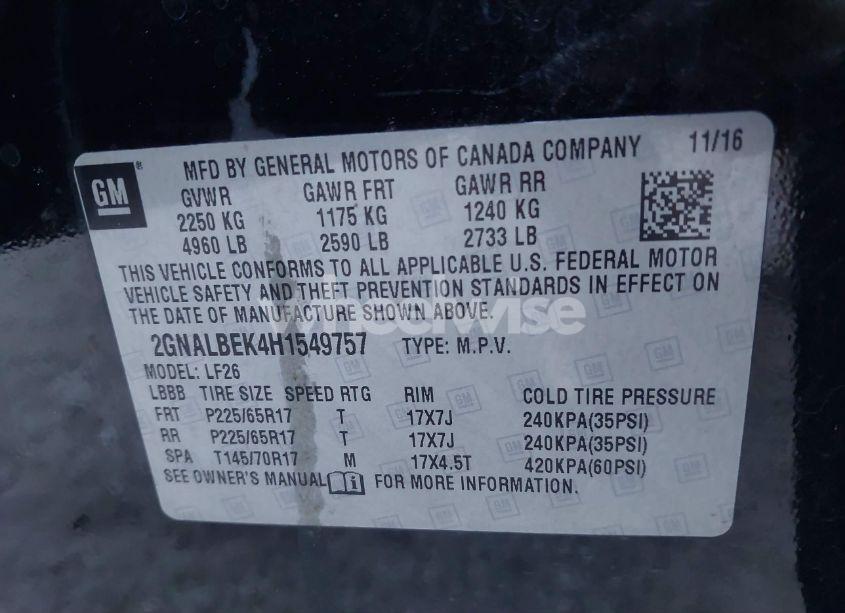 GM ® MFD BY GENERAL MOTORS OF CANADA COMPANY 11/16
GVWR GAWR FRT GAWR RR
2250 KG 1175 KG 1240 KG
4960 LB 2590 LB 2733 LB
THIS VEHICLE CONFORMS TO ALL APPLICABLE U.S. FEDERAL MOTOR
VEHICLE SAFETY AND THEFT PREVENTION STANDARDS IN EFFECT ON
THE DATE OF MANUFACTURE SHOWN ABOVE.
wheelwise
2GNALBEK4H1549757 TYPE: M.P.V.
MODEL: LF26
LBBB TIRE SIZE SPEED RTG RIM COLD TIRE PRESSURE
FRT P225/65R17 T 17X7J 240KPA(35PSI)
RR P225/65R17 T 17X7J 240KPA(35PSI)
SPA T145/70R17 M 17X4.5T 420KPA(60PSI)
SEE OWNER'S MANUAL FOR MORE INFORMATION.